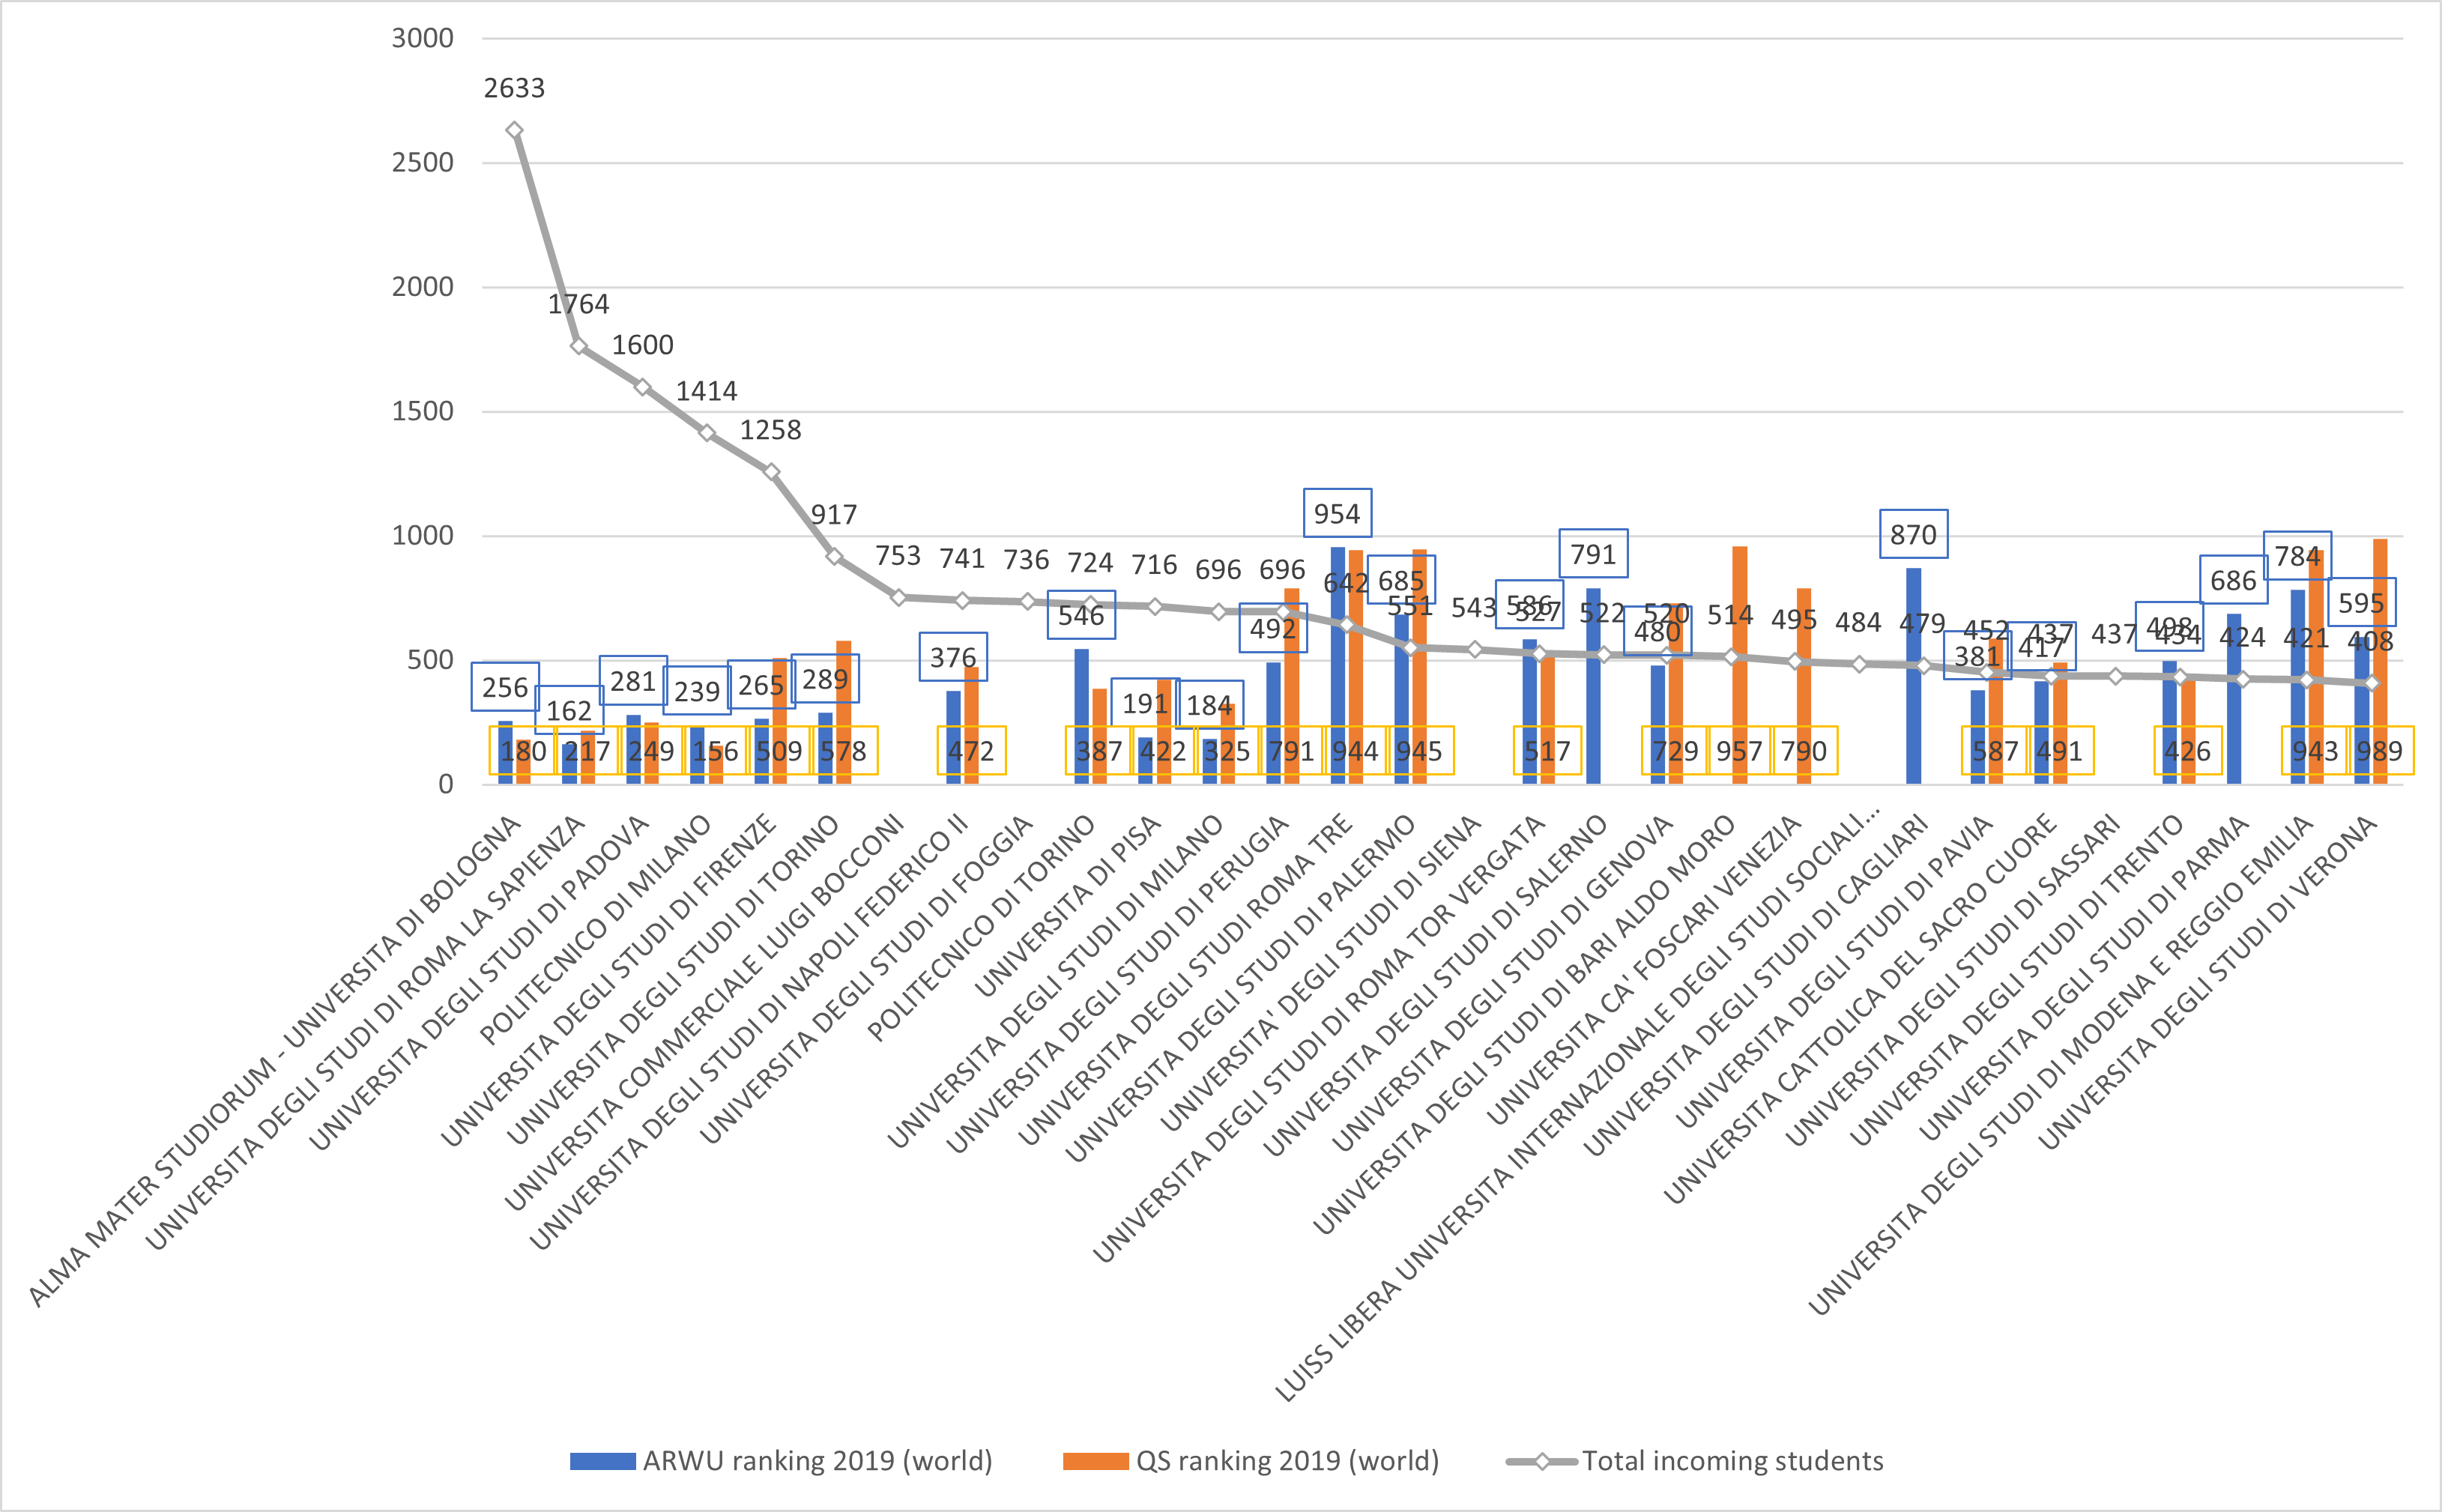 3000
2500
2000
1500
1000
500
0
2633
1764
1600
1414
1258
917
753
741
736
724
716
696
696
642
551
543
527
522
520
514
495
484
479
452
437
437
434
424
421
408
256
162
281
239
265
289
376
546
191
184
492
954
685
586
791
480
870
381
417
498
686
784
595
180
217
249
156
509
578
472
387
422
325
791
944
945
517
729
957
790
587
491
426
943
989
ALMA MATER STUDIORUM - UNIVERSITA DI BOLOGNA
UNIVERSITA DEGLI STUDI DI ROMA LA SAPIENZA
UNIVERSITA DEGLI STUDI DI PADOVA
POLITECNICO DI MILANO
UNIVERSITA DEGLI STUDI DI FIRENZE
UNIVERSITA DEGLI STUDI DI TORINO
UNIVERSITA COMMERCIALE LUIGI BOCCONI
UNIVERSITA DEGLI STUDI DI NAPOLI FEDERICO II
UNIVERSITA DEGLI STUDI DI FOGGIA
POLITECNICO DI TORINO
UNIVERSITA DI PISA
UNIVERSITA DEGLI STUDI DI MILANO
UNIVERSITA DEGLI STUDI DI PERUGIA
UNIVERSITA DEGLI STUDI ROMA TRE
UNIVERSITA DEGLI STUDI DI PALERMO
UNIVERSITA' DEGLI STUDI DI SIENA
UNIVERSITA DEGLI STUDI DI ROMA TOR VERGATA
UNIVERSITA DEGLI STUDI DI SALERNO
UNIVERSITA DEGLI STUDI DI GENOVA
UNIVERSITA DEGLI STUDI DI BARI ALDO MORO
UNIVERSITA CA' FOSCARI VENEZIA
LUISS LIBERA UNIVERSITA INTERNAZIONALE DEGLI STUDI SOCIALI...
UNIVERSITA DEGLI STUDI DI CAGLIARI
UNIVERSITA DEGLI STUDI DI PAVIA
UNIVERSITA CATTOLICA DEL SACRO CUORE
UNIVERSITA DEGLI STUDI DI SASSARI
UNIVERSITA DEGLI STUDI DI TRENTO
UNIVERSITA DEGLI STUDI DI PARMA
UNIVERSITA DEGLI STUDI DI MODENA E REGGIO EMILIA
UNIVERSITA DEGLI STUDI DI VERONA
ARWU ranking 2019 (world)
QS ranking 2019 (world)
Total incoming students